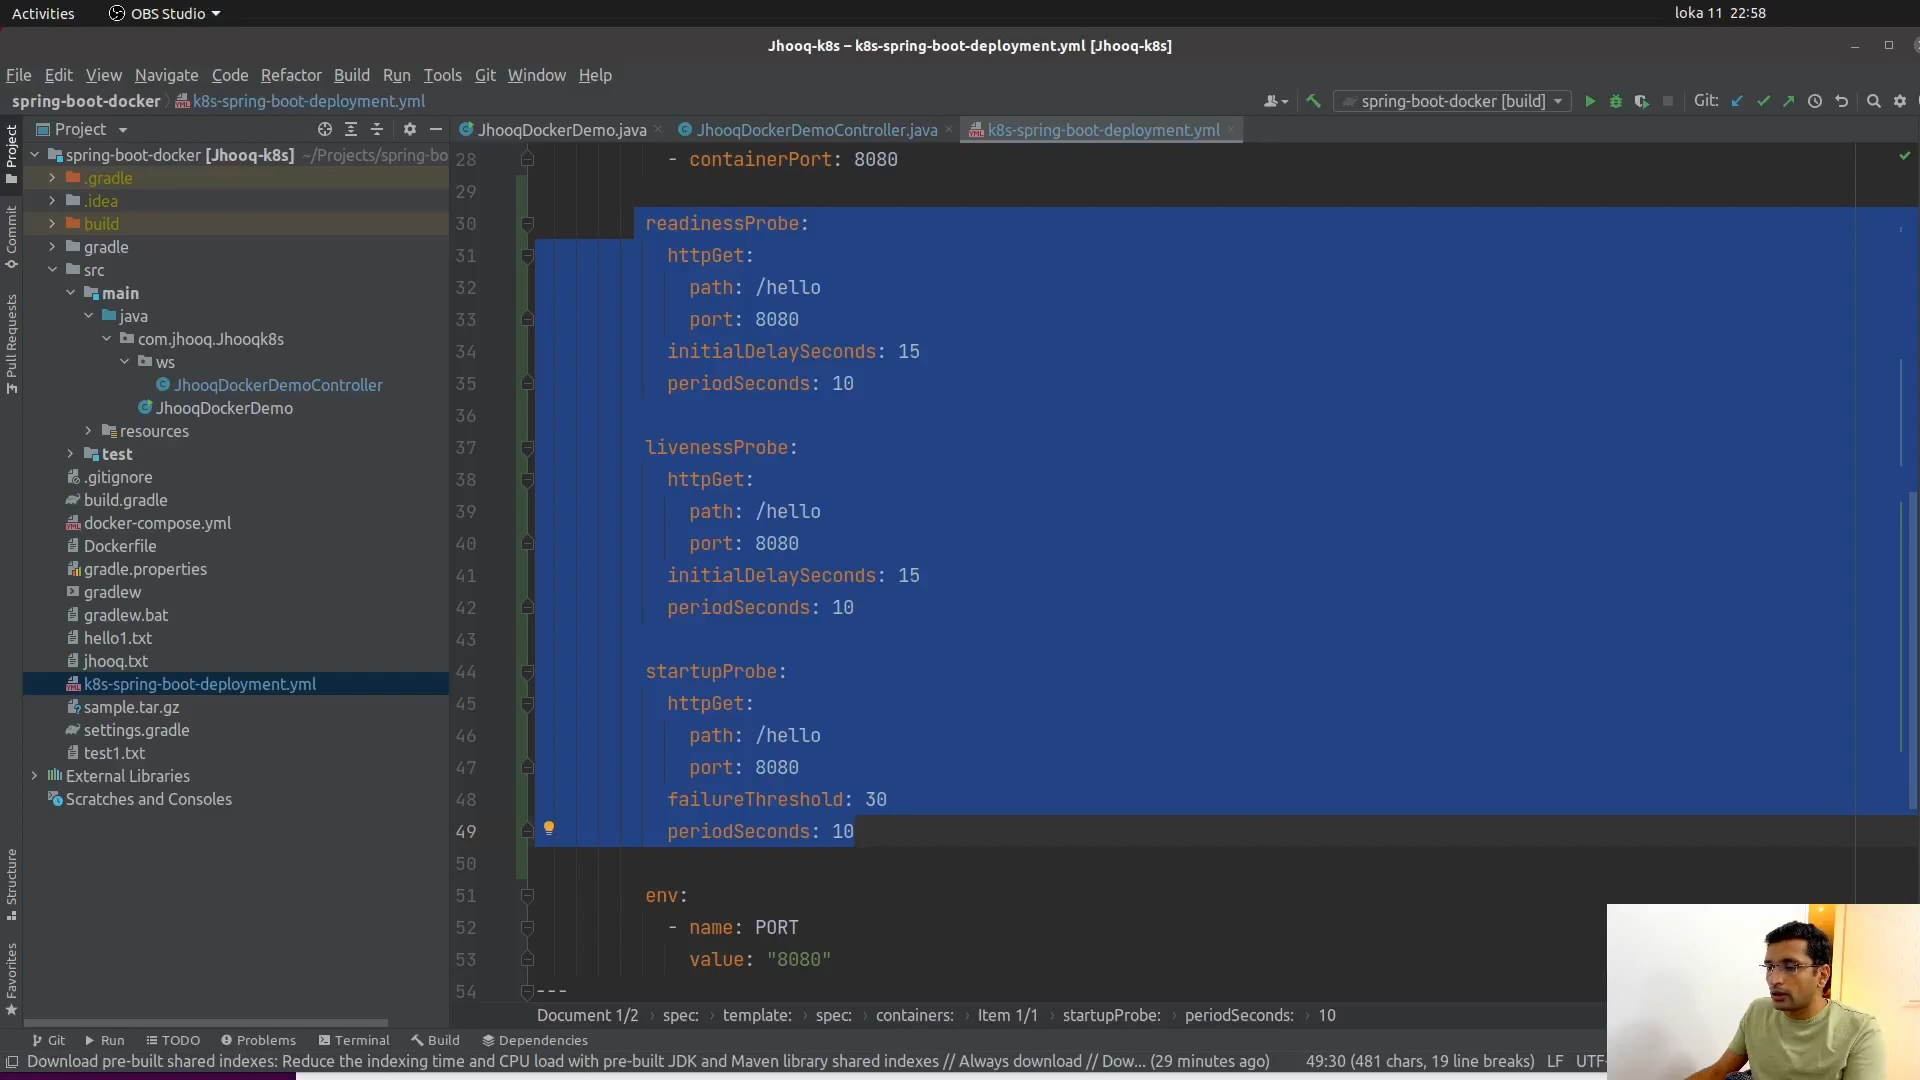 Activities OBS Studio loka 11 22:58
Jhooq-k8s – k8s-spring-boot-deployment.yml [Jhooq-k8s]
File Edit View Navigate Code Refactor Build Run Tools Git Window Help
spring-boot-docker k8s-spring-boot-deployment.yml spring-boot-docker [build] Git:
Project JhooqDockerDemo.java JhooqDockerDemoController.java k8s-spring-boot-deployment.yml
Project
Commit
Pull Requests
Structure
Favorites
spring-boot-docker [Jhooq-k8s] ~/Projects/spring-bo
.gradle
.idea
build
gradle
src
main
java
com.jhooq.Jhooqk8s
ws
JhooqDockerDemoController
JhooqDockerDemo
resources
test
.gitignore
build.gradle
docker-compose.yml
Dockerfile
gradle.properties
gradlew
gradlew.bat
hello1.txt
jhooq.txt
k8s-spring-boot-deployment.yml
sample.tar.gz
settings.gradle
test1.txt
External Libraries
Scratches and Consoles
28 - containerPort: 8080
29
30 readinessProbe:
31 httpGet:
32 path: /hello
33 port: 8080
34 initialDelaySeconds: 15
35 periodSeconds: 10
36
37 livenessProbe:
38 httpGet:
39 path: /hello
40 port: 8080
41 initialDelaySeconds: 15
42 periodSeconds: 10
43
44 startupProbe:
45 httpGet:
46 path: /hello
47 port: 8080
48 failureThreshold: 30
49 periodSeconds: 10
50
51 env:
52 - name: PORT
53 value: "8080"
54 ---
Document 1/2 › spec: › template: › spec: › containers: › Item 1/1 › startupProbe: › periodSeconds: › 10
Git Run TODO Problems Terminal Build Dependencies
Download pre-built shared indexes: Reduce the indexing time and CPU load with pre-built JDK and Maven library shared indexes // Always download // Dow... (29 minutes ago) 49:30 (481 chars, 19 line breaks) LF UTF-